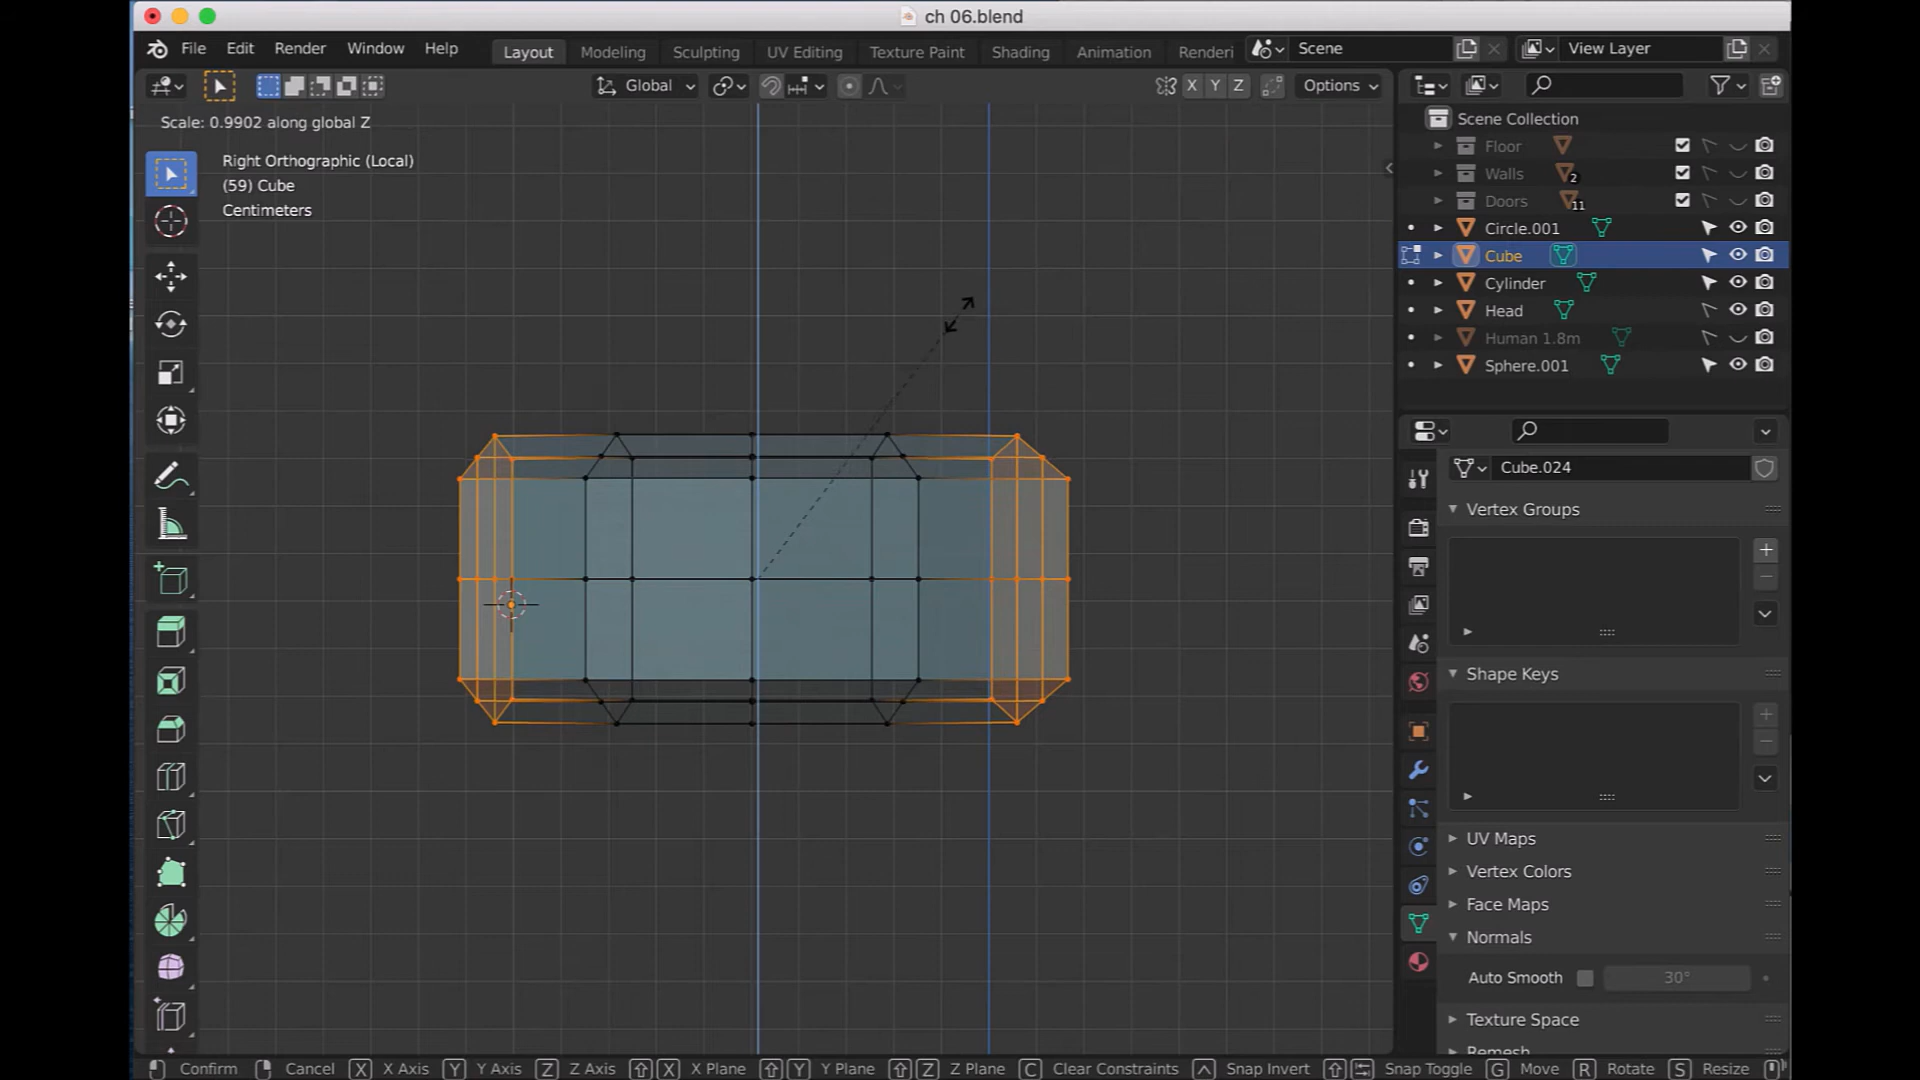 ch 06.blend
File Edit Render Window Help Layout Modeling Sculpting UV Editing Texture Paint Shading Animation Renderi Scene View Layer
Global X Y Z Options
Scale: 0.9902 along global Z
Right Orthographic (Local)
(59) Cube
Centimeters
Scene Collection
Floor
Walls 2
Doors 11
Circle.001
Cube
Cylinder
Head
Human 1.8m
Sphere.001
Cube.024
Vertex Groups
Shape Keys
UV Maps
Vertex Colors
Face Maps
Normals
Auto Smooth 30°
Texture Space
Remesh
Confirm Cancel X X Axis Y Y Axis Z Z Axis X X Plane Y Y Plane Z Z Plane C Clear Constraints Snap Invert Snap Toggle G Move R Rotate S Resize